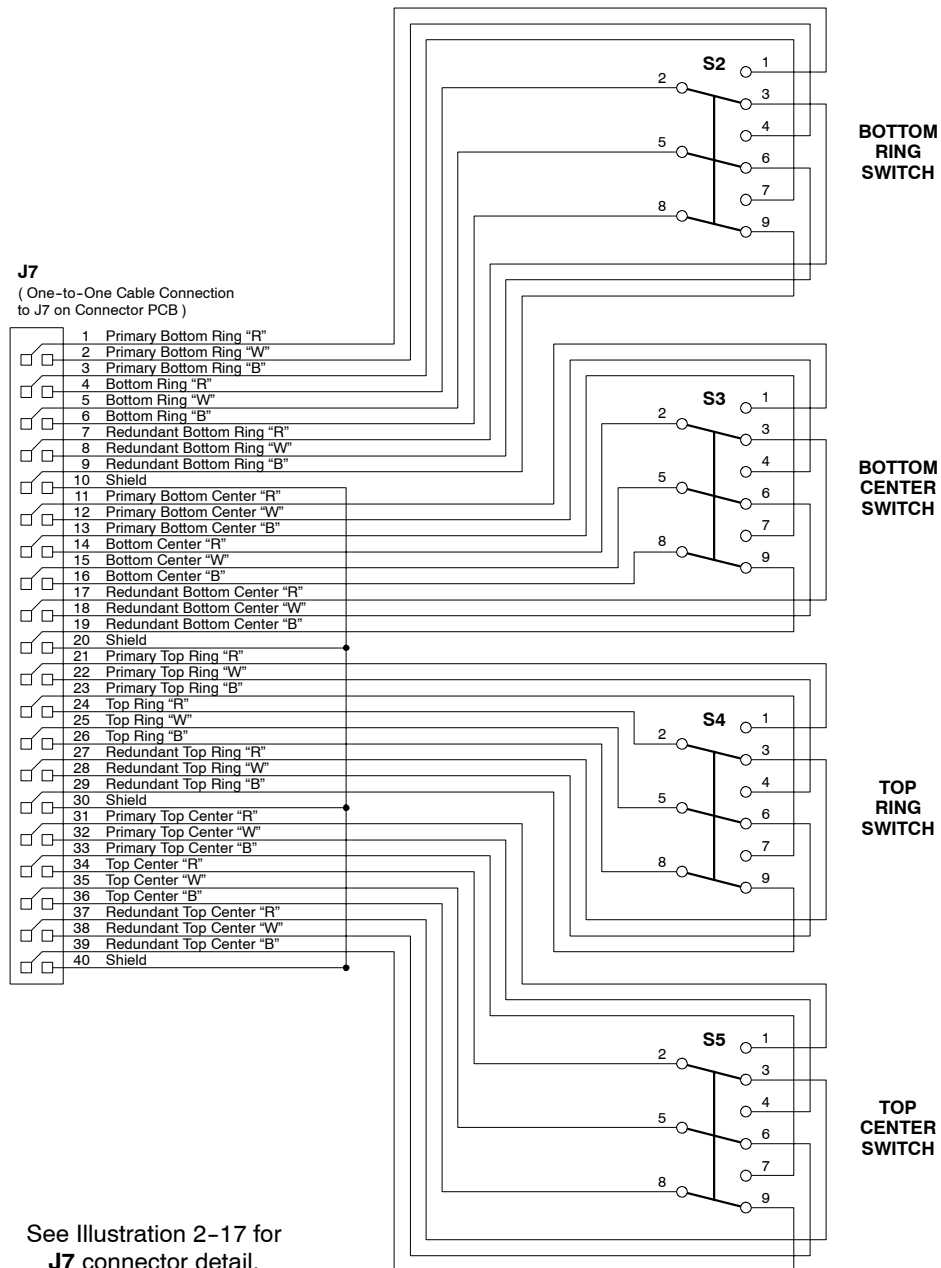 J7
( One-to-One Cable Connection
to J7 on Connector PCB )
1 Primary Bottom Ring “R”
2 Primary Bottom Ring “W”
3 Primary Bottom Ring “B”
4 Bottom Ring “R”
5 Bottom Ring “W”
6 Bottom Ring “B”
7 Redundant Bottom Ring “R”
8 Redundant Bottom Ring “W”
9 Redundant Bottom Ring “B”
10 Shield
11 Primary Bottom Center “R”
12 Primary Bottom Center “W”
13 Primary Bottom Center “B”
14 Bottom Center “R”
15 Bottom Center “W”
16 Bottom Center “B”
17 Redundant Bottom Center “R”
18 Redundant Bottom Center “W”
19 Redundant Bottom Center “B”
20 Shield
21 Primary Top Ring “R”
22 Primary Top Ring “W”
23 Primary Top Ring “B”
24 Top Ring “R”
25 Top Ring “W”
26 Top Ring “B”
27 Redundant Top Ring “R”
28 Redundant Top Ring “W”
29 Redundant Top Ring “B”
30 Shield
31 Primary Top Center “R”
32 Primary Top Center “W”
33 Primary Top Center “B”
34 Top Center “R”
35 Top Center “W”
36 Top Center “B”
37 Redundant Top Center “R”
38 Redundant Top Center “W”
39 Redundant Top Center “B”
40 Shield
S2
1
2
3
4
5
6
7
8
9
BOTTOM
RING
SWITCH
S3
1
2
3
4
5
6
7
8
9
BOTTOM
CENTER
SWITCH
S4
1
2
3
4
5
6
7
8
9
TOP
RING
SWITCH
S5
1
2
3
4
5
6
7
8
9
TOP
CENTER
SWITCH
See Illustration 2-17 for
J7 connector detail.